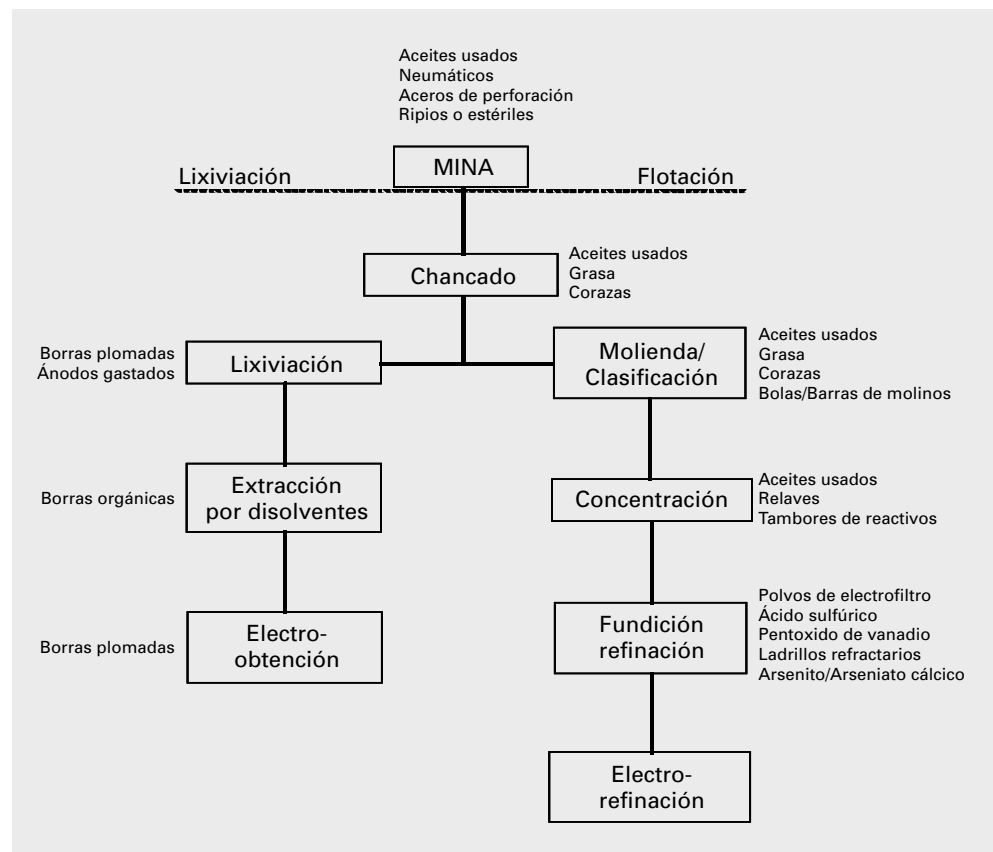 Aceites usados
Neumáticos
Aceros de perforación
Ripios o estériles
MINA
Lixiviación
Flotación
Chancado
Aceites usados
Grasa
Corazas
Borras plomadas
Ánodos gastados
Lixiviación
Molienda/
Clasificación
Aceites usados
Grasa
Corazas
Bolas/Barras de molinos
Borras orgánicas
Extracción
por disolventes
Concentración
Aceites usados
Relaves
Tambores de reactivos
Borras plomadas
Electro-
obtención
Fundición
refinación
Polvos de electrofiltro
Ácido sulfúrico
Pentoxido de vanadio
Ladrillos refractarios
Arsenito/Arseniato cálcico
Electro-
refinación